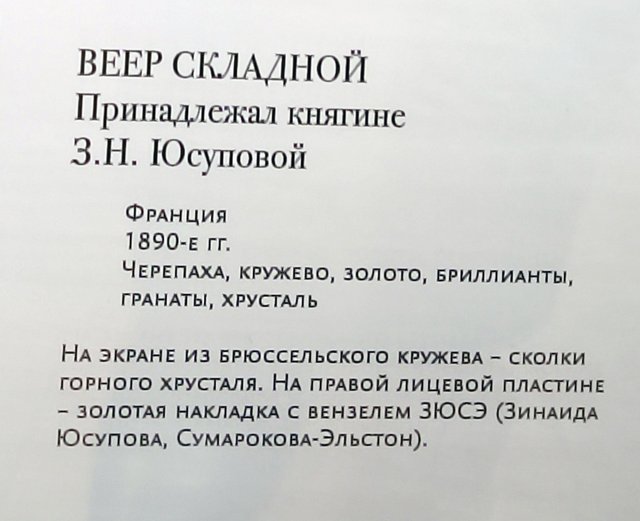 ВЕЕР СКЛАДНОЙ
Принадлежал княгине
З.Н. Юсуповой
Франция
1890-е гг.
Черепаха, кружево, золото, бриллианты,
гранаты, хрусталь
На экране из брюссельского кружева – сколки
горного хрусталя. На правой лицевой пластине
– золотая накладка с вензелем ЗЮСЭ (Зинаида
Юсупова, Сумарокова-Эльстон).